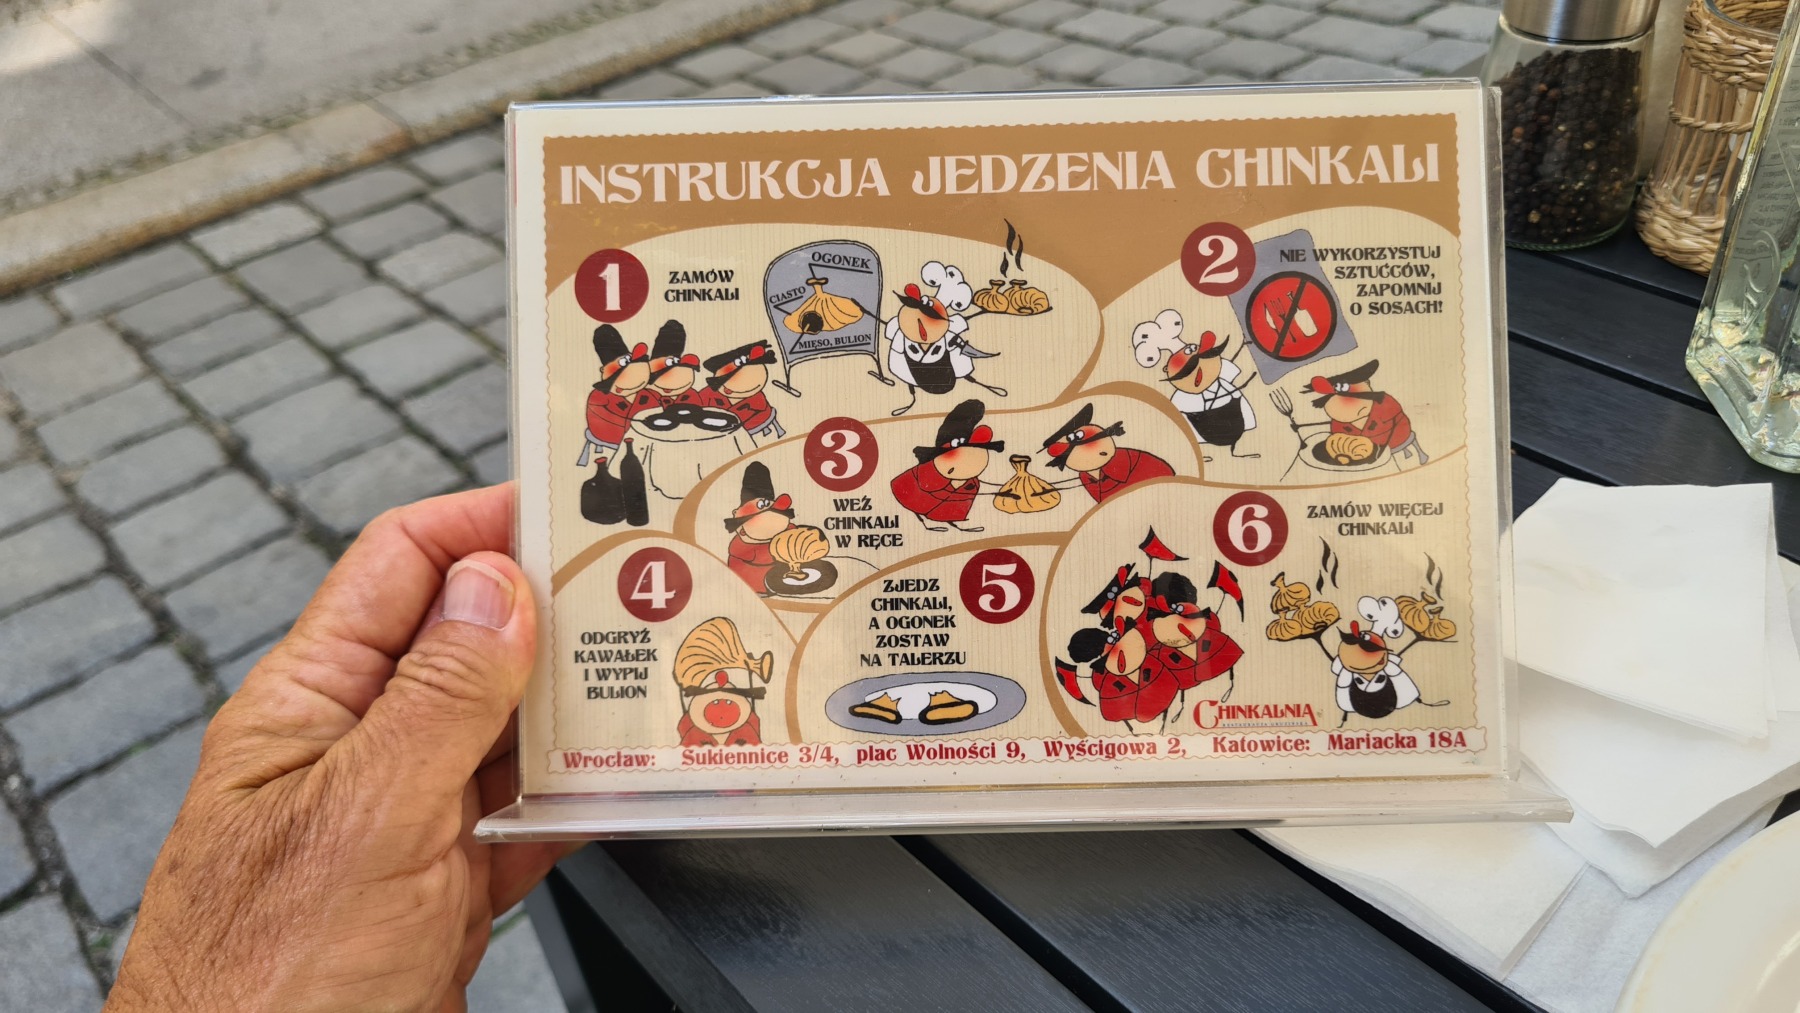 INSTRUKCJA JEDZENIA CHINKALI
1
ZAMÓW
CHINKALI
OGONEK
CIASTO
MIĘSO, BULION
2
NIE WYKORZYSTUJ
SZTUĆCÓW,
ZAPOMNIJ
O SOSACH!
3
WEŹ
CHINKALI
W RĘCE
4
ODGRYŹ
KAWAŁEK
I WYPIJ
BULION
5
ZJEDZ
CHINKALI,
A OGONEK
ZOSTAW
NA TALERZU
6
ZAMÓW WIĘCEJ
CHINKALI
CHINKALNIA
RESTAURACJA GRUZIŃSKA
Wrocław: Sukiennice 3/4, plac Wolności 9, Wyścigowa 2, Katowice: Mariacka 18A